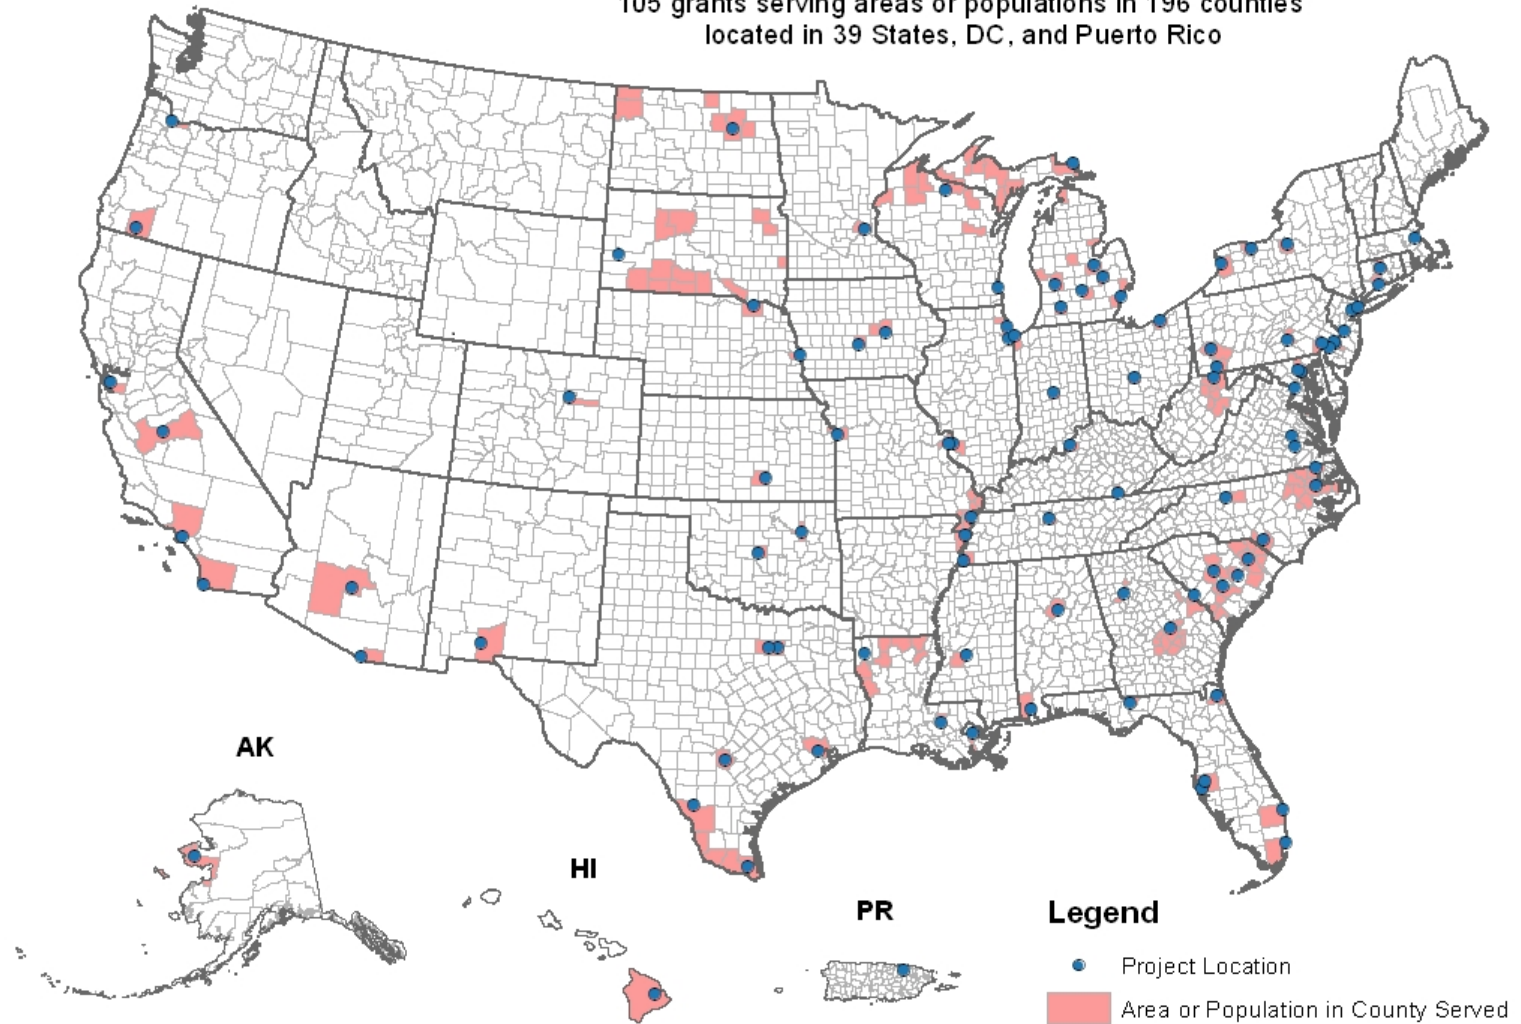 105 grants serving areas or populations in 196 counties
located in 39 States, DC, and Puerto Rico
AK
HI
PR
Legend
Project Location
Area or Population in County Served